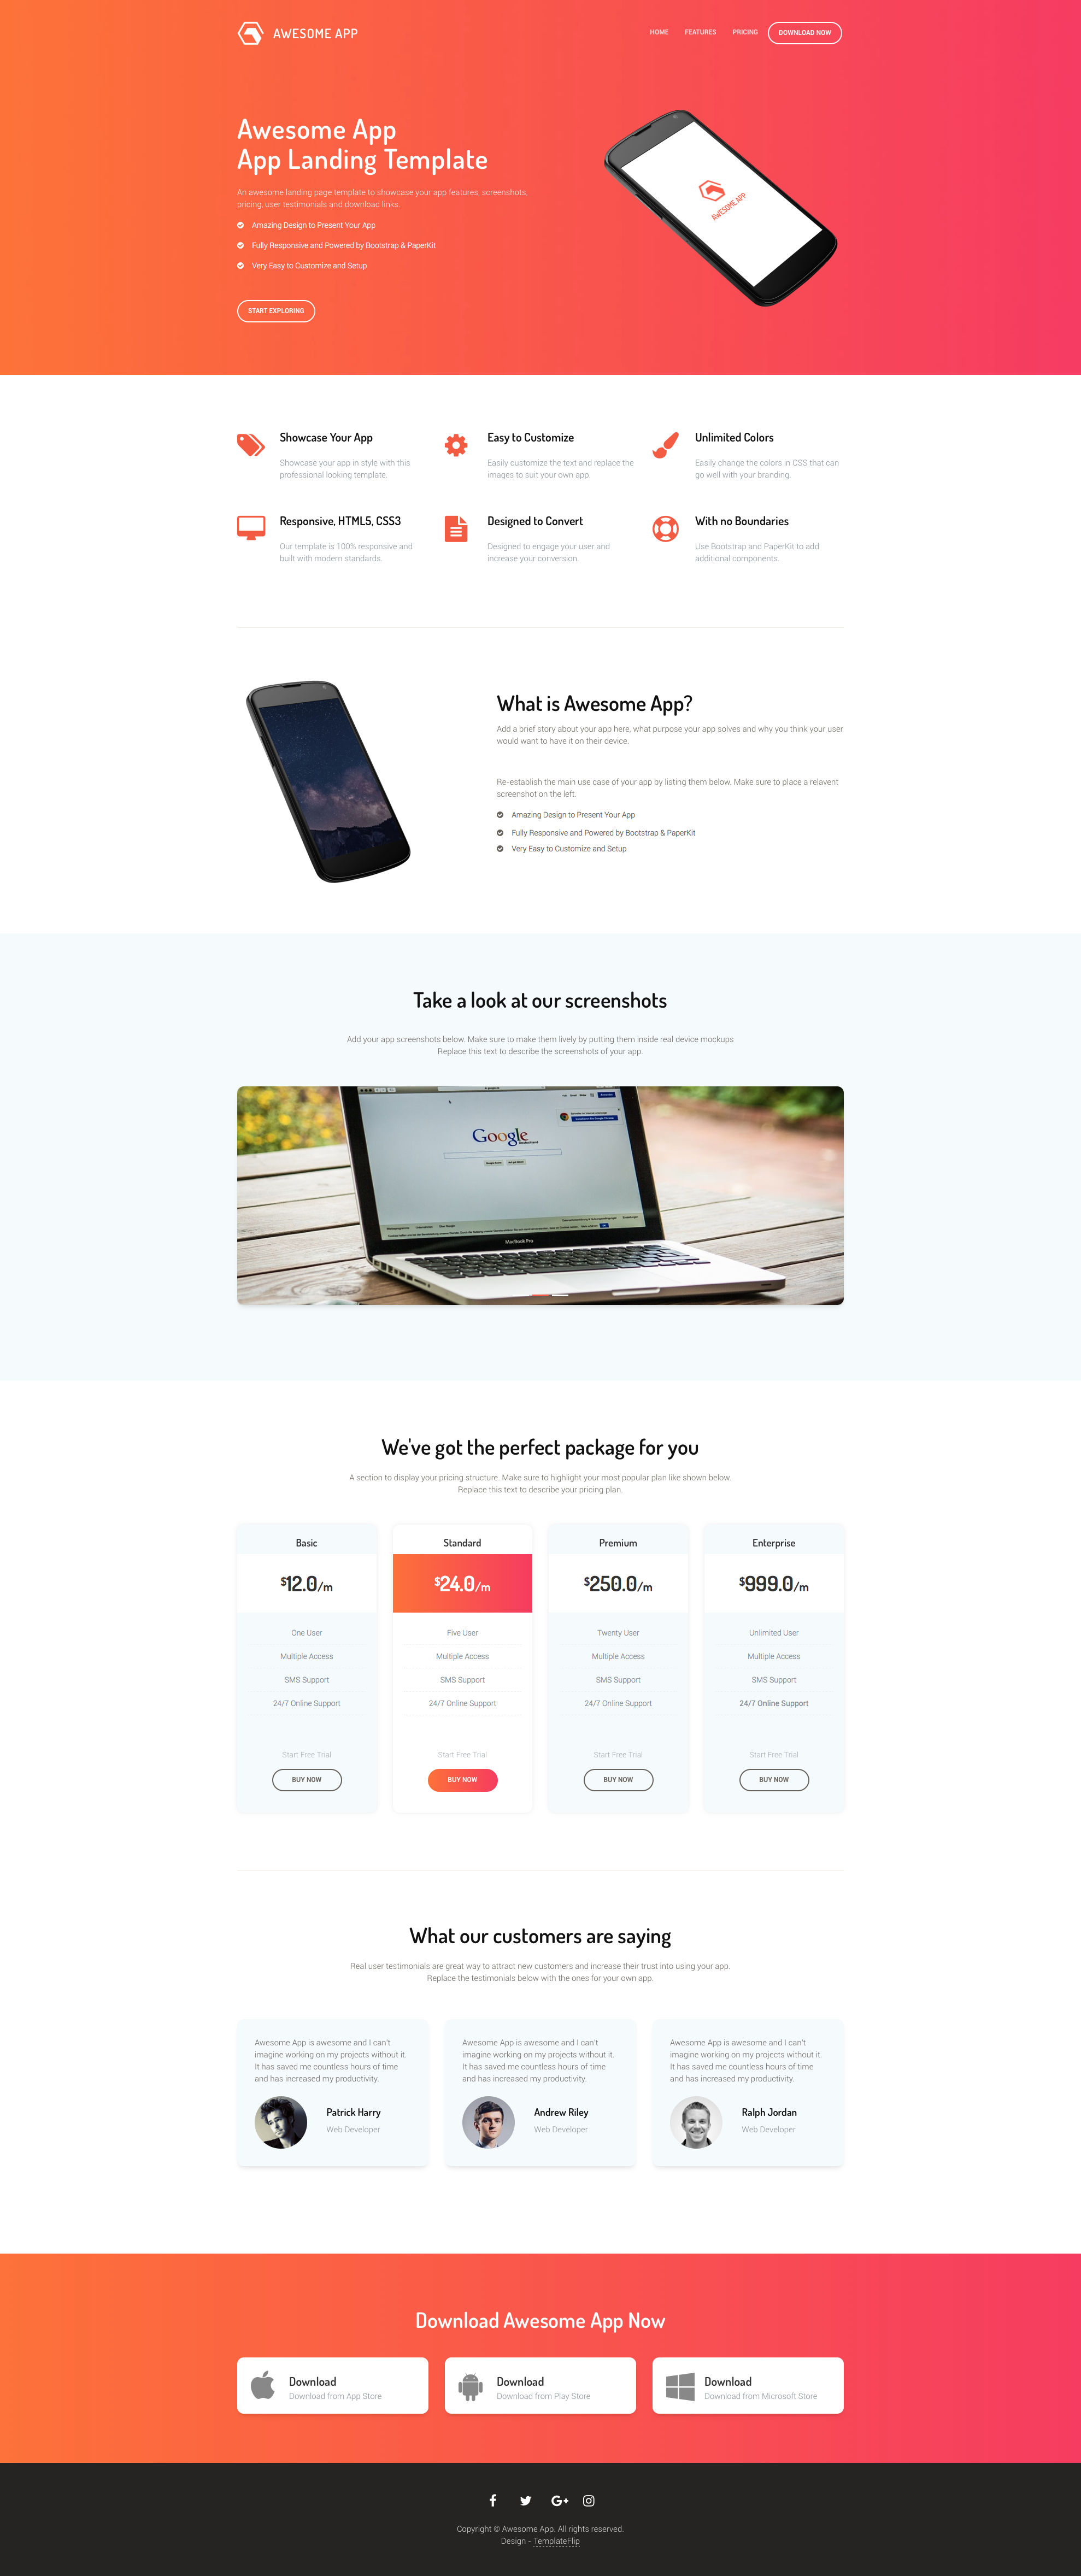 AWESOME APP
HOME
FEATURES
PRICING
DOWNLOAD NOW
Awesome App
App Landing Template
An awesome landing page template to showcase your app features, screenshots,
pricing, user testimonials and download links.
Amazing Design to Present Your App
Fully Responsive and Powered by Bootstrap & PaperKit
Very Easy to Customize and Setup
START EXPLORING
AWESOME APP
Showcase Your App
Showcase your app in style with this
professional looking template.
Easy to Customize
Easily customize the text and replace the
images to suit your own app.
Unlimited Colors
Easily change the colors in CSS that can
go well with your branding.
Responsive, HTML5, CSS3
Our template is 100% responsive and
built with modern standards.
Designed to Convert
Designed to engage your user and
increase your conversion.
With no Boundaries
Use Bootstrap and PaperKit to add
additional components.
What is Awesome App?
Add a brief story about your app here, what purpose your app solves and why you think your user
would want to have it on their device.
Re-establish the main use case of your app by listing them below. Make sure to place a relavent
screenshot on the left.
Amazing Design to Present Your App
Fully Responsive and Powered by Bootstrap & PaperKit
Very Easy to Customize and Setup
Take a look at our screenshots
Add your app screenshots below. Make sure to make them lively by putting them inside real device mockups
Replace this text to describe the screenshots of your app.
Google
Deutschland
MacBook Pro
We've got the perfect package for you
A section to display your pricing structure. Make sure to highlight your most popular plan like shown below.
Replace this text to describe your pricing plan.
Basic
$12.0/m
One User
Multiple Access
SMS Support
24/7 Online Support
Start Free Trial
BUY NOW
Standard
$24.0/m
Five User
Multiple Access
SMS Support
24/7 Online Support
Start Free Trial
BUY NOW
Premium
$250.0/m
Twenty User
Multiple Access
SMS Support
24/7 Online Support
Start Free Trial
BUY NOW
Enterprise
$999.0/m
Unlimited User
Multiple Access
SMS Support
24/7 Online Support
Start Free Trial
BUY NOW
What our customers are saying
Real user testimonials are great way to attract new customers and increase their trust into using your app.
Replace the testimonials below with the ones for your own app.
Awesome App is awesome and I can't
imagine working on my projects without it.
It has saved me countless hours of time
and has increased my productivity.
Patrick Harry
Web Developer
Awesome App is awesome and I can't
imagine working on my projects without it.
It has saved me countless hours of time
and has increased my productivity.
Andrew Riley
Web Developer
Awesome App is awesome and I can't
imagine working on my projects without it.
It has saved me countless hours of time
and has increased my productivity.
Ralph Jordan
Web Developer
Download Awesome App Now
Download
Download from App Store
Download
Download from Play Store
Download
Download from Microsoft Store
Copyright © Awesome App. All rights reserved.
Design - TemplateFlip